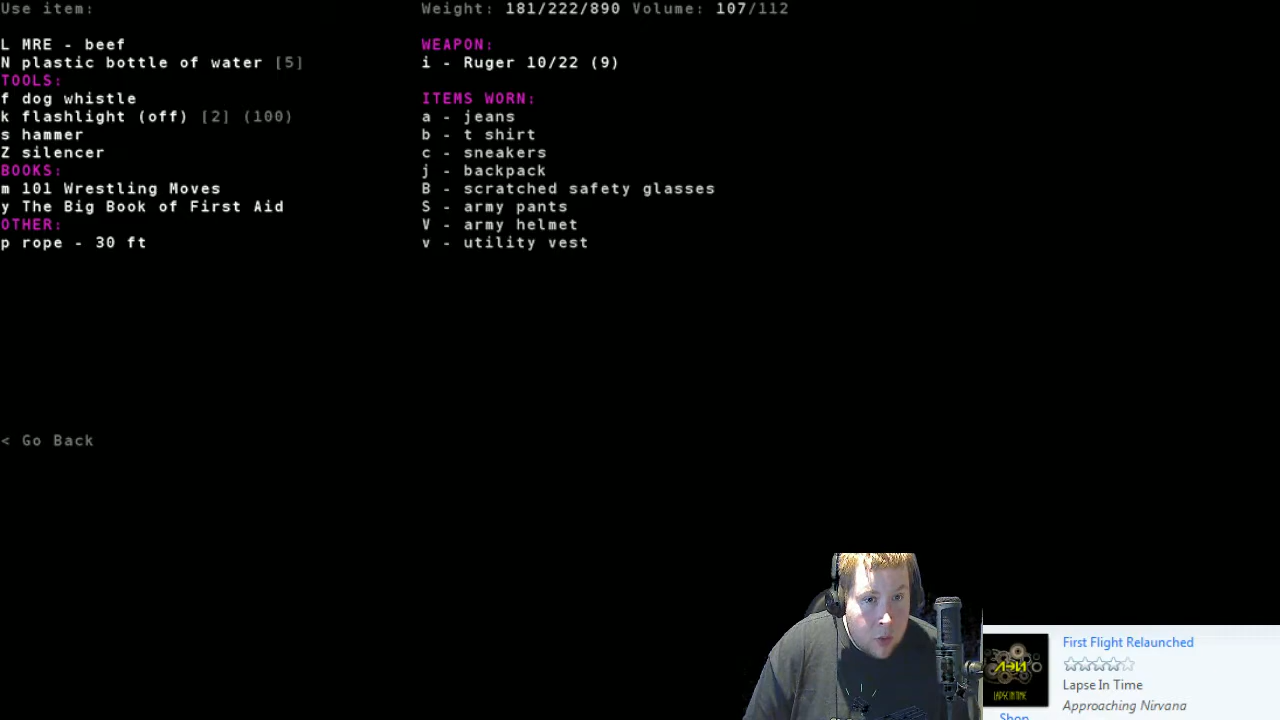 Use item:
Weight: 181/222/890 Volume: 107/112
L MRE - beef
N plastic bottle of water [5]
TOOLS:
f dog whistle
k flashlight (off) [2] (100)
s hammer
Z silencer
BOOKS:
m 101 Wrestling Moves
y The Big Book of First Aid
OTHER:
p rope - 30 ft
WEAPON:
i - Ruger 10/22 (9)
ITEMS WORN:
a - jeans
b - t shirt
c - sneakers
j - backpack
B - scratched safety glasses
S - army pants
V - army helmet
v - utility vest
< Go Back
First Flight Relaunched
Lapse In Time
Approaching Nirvana
LAPSE IN TIME
Shop